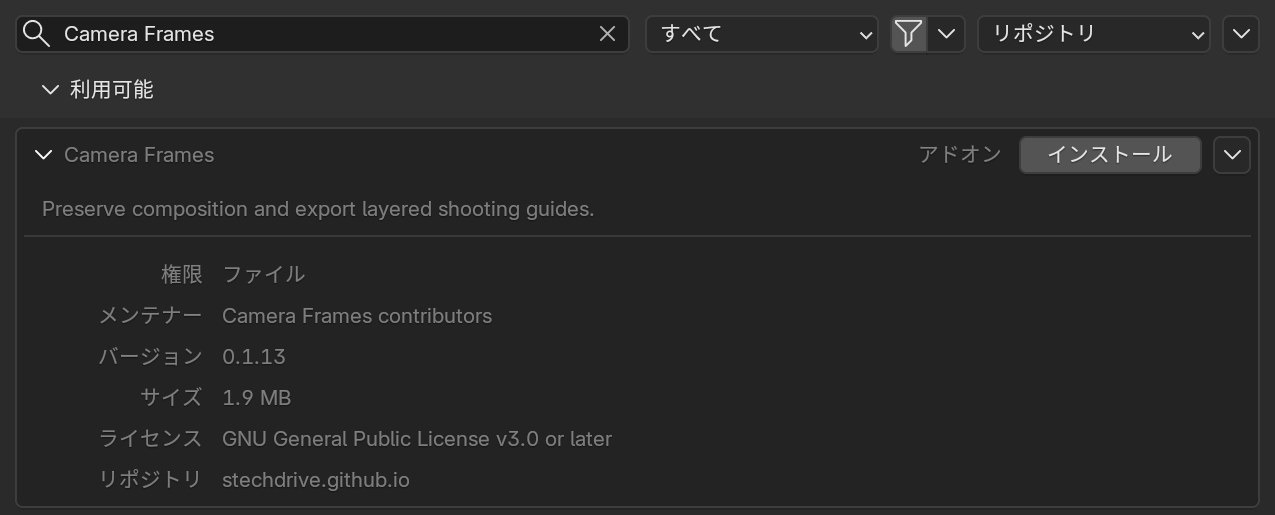 Camera Frames すべて リポジトリ
利用可能
Camera Frames アドオン インストール
Preserve composition and export layered shooting guides.
権限 ファイル
メンテナー Camera Frames contributors
バージョン 0.1.13
サイズ 1.9 MB
ライセンス GNU General Public License v3.0 or later
リポジトリ stechdrive.github.io